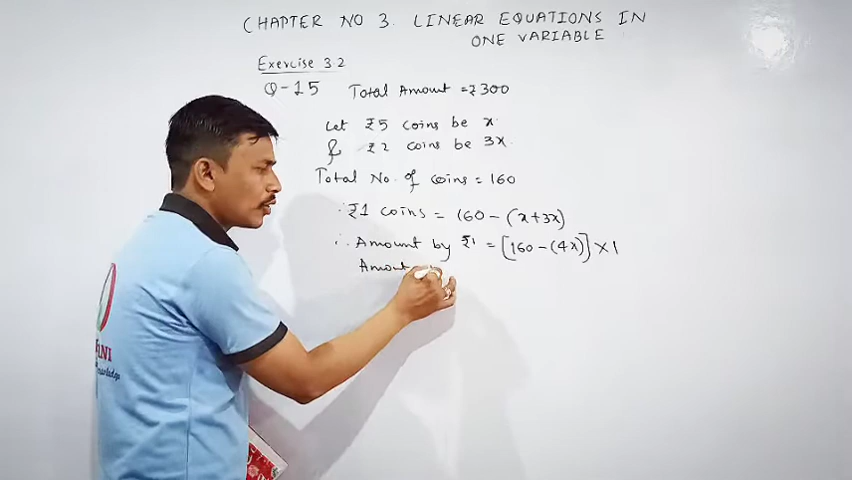 CHAPTER NO 3. LINEAR EQUATIONS IN
ONE VARIABLE
Exercise 3.2
Q-15 Total Amount = ₹300
Let ₹5 coins be x
& ₹2 coins be 3x
Total No. of coins = 160
∴ ₹1 coins = 160 - (x+3x)
∴ Amount by ₹1 = [160-(4x)]×1